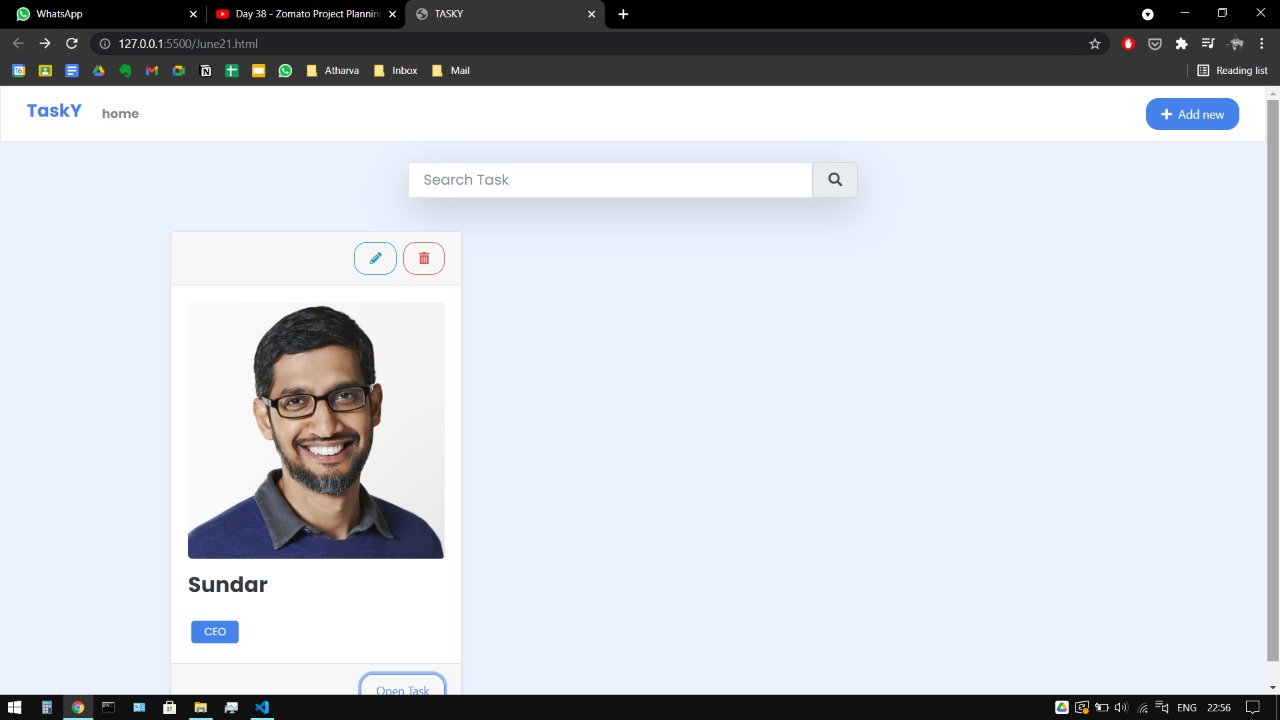 WhatsApp
Day 38 - Zomato Project Plannin
TASKY
127.0.0.1:5500/June21.html
Atharva
Inbox
Mail
Reading list
TaskY
home
Add new
Search Task
Sundar
CEO
Open Task
ENG
22:56